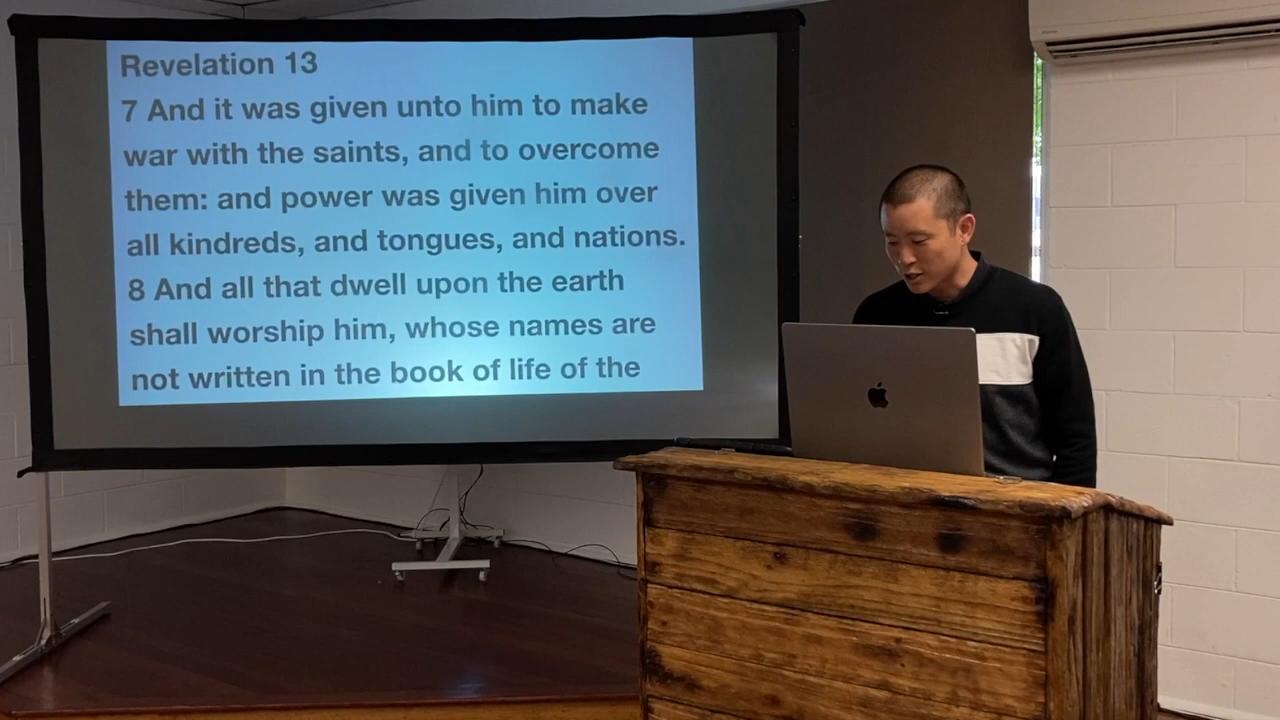 Revelation 13
7 And it was given unto him to make
war with the saints, and to overcome
them: and power was given him over
all kindreds, and tongues, and nations.
8 And all that dwell upon the earth
shall worship him, whose names are
not written in the book of life of the